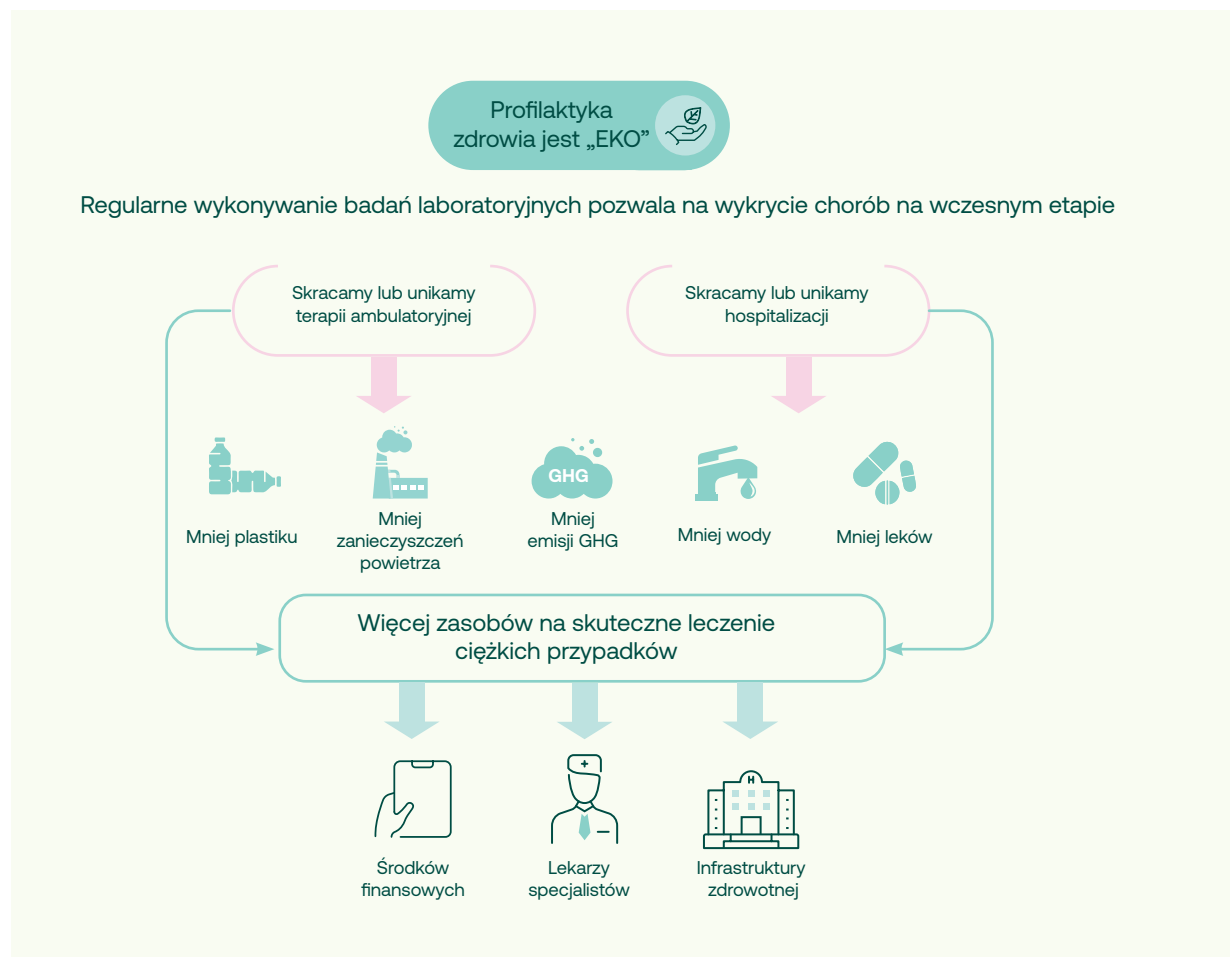 Profilaktyka
zdrowia jest „EKO”
Regularne wykonywanie badań laboratoryjnych pozwala na wykrycie chorób na wczesnym etapie
Skracamy lub unikamy
terapii ambulatoryjnej
Skracamy lub unikamy
hospitalizacji
GHG
Mniej plastiku
Mniej
zanieczyszczeń
powietrza
Mniej
emisji GHG
Mniej wody
Mniej leków
Więcej zasobów na skuteczne leczenie
ciężkich przypadków
H
Środków
finansowych
Lekarzy
specjalistów
Infrastruktury
zdrowotnej